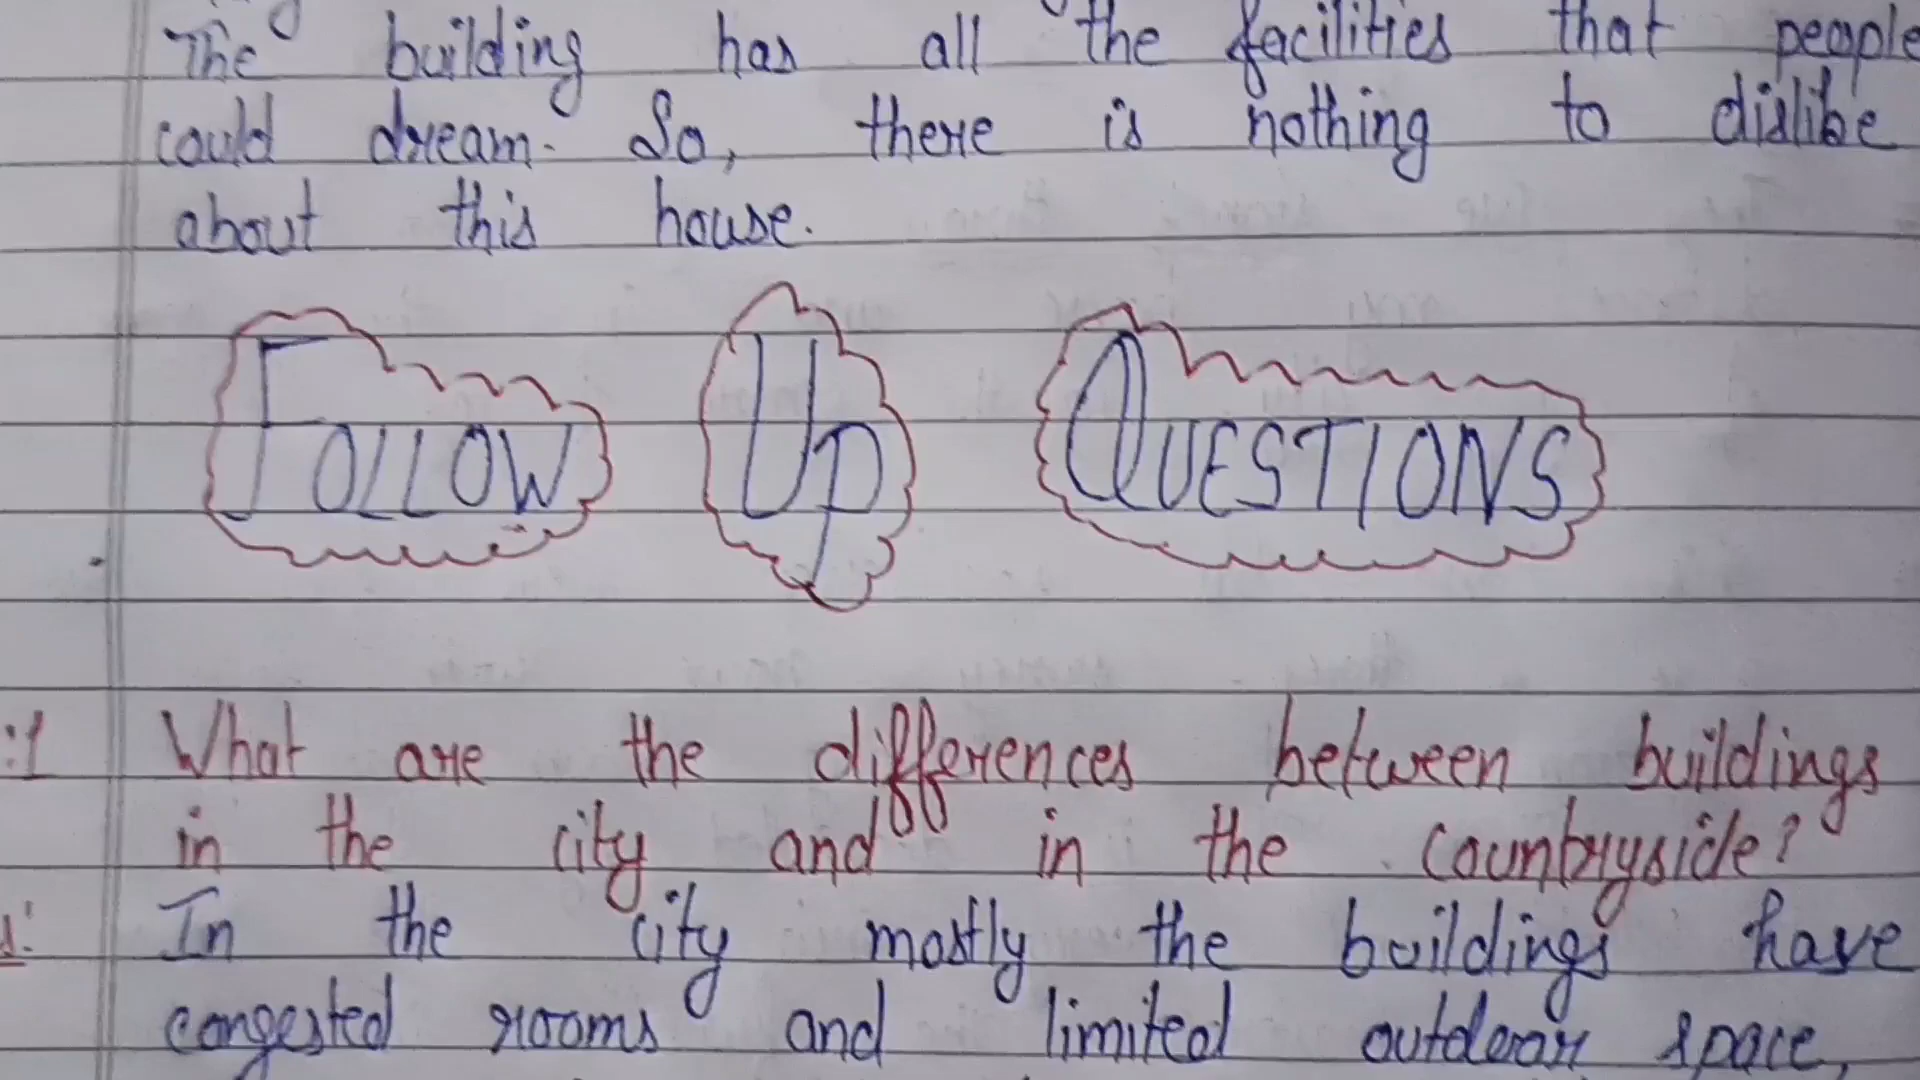 The building has all the facilities that people
could dream. So, there is nothing to dislike
about this house.
FOLLOW UP QUESTIONS
:1 What are the differences between buildings
in the city and in the countryside?
In the city mostly the buildings have
congested rooms and limited outdoor space,